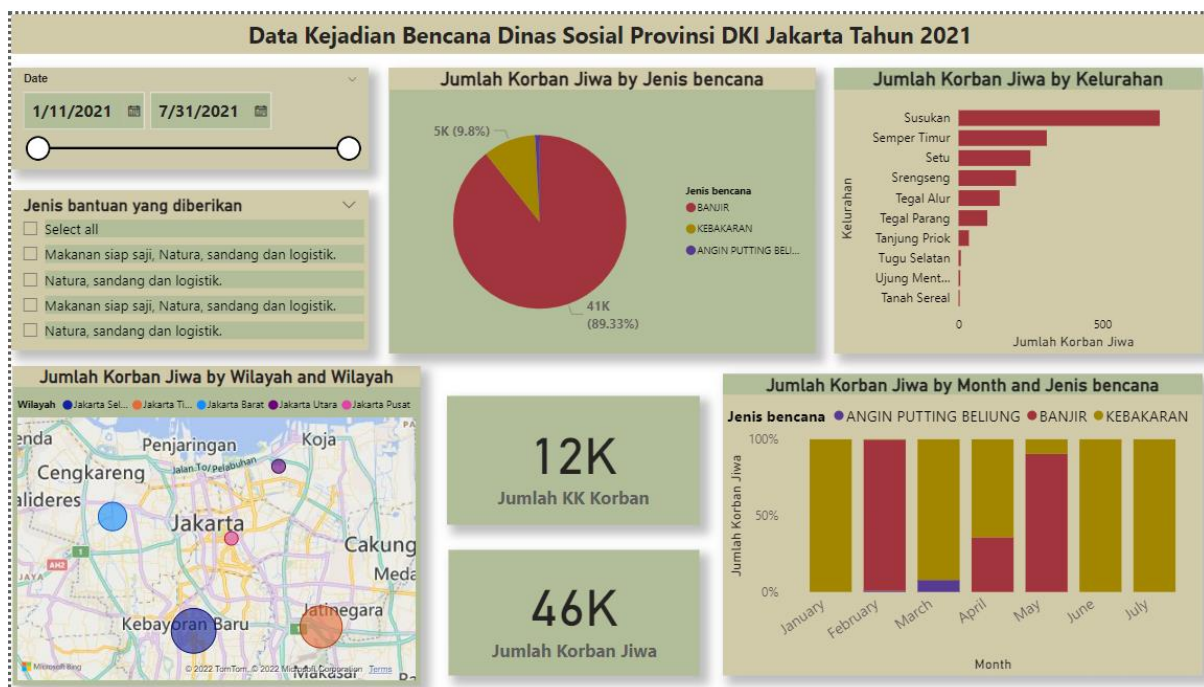 Data Kejadian Bencana Dinas Sosial Provinsi DKI Jakarta Tahun 2021
Date
1/11/2021
7/31/2021
Jenis bantuan yang diberikan
Select all
Makanan siap saji, Natura, sandang dan logistik.
Natura, sandang dan logistik.
Makanan siap saji, Natura, sandang dan logistik.
Natura, sandang dan logistik.
Jumlah Korban Jiwa by Jenis bencana
5K (9.8%)
41K
(89.33%)
Jenis bencana
BANJIR
KEBAKARAN
ANGIN PUTTING BELI...
Jumlah Korban Jiwa by Kelurahan
Kelurahan
Susukan
Semper Timur
Setu
Srengseng
Tegal Alur
Tegal Parang
Tanjung Priok
Tugu Selatan
Ujung Ment...
Tanah Sereal
0
500
Jumlah Korban Jiwa
Jumlah Korban Jiwa by Wilayah and Wilayah
Wilayah Jakarta Sel... Jakarta Ti... Jakarta Barat Jakarta Utara Jakarta Pusat
enda
Penjaringan
Koja
PA
Jalan Tol Pelabuhan
Cengkareng
alideres
Jakarta
Cakung
1
AH2
JAYA
Meda
Jatinegara
Kebayoran Baru
1
Makasar
Ba
Microsoft Bing
© 2022 TomTom, © 2022 Microsoft Corporation Terms
12K
Jumlah KK Korban
46K
Jumlah Korban Jiwa
Jumlah Korban Jiwa by Month and Jenis bencana
Jenis bencana ANGIN PUTTING BELIUNG BANJIR KEBAKARAN
Jumlah Korban Jiwa
100%
50%
0%
January
February
March
April
May
June
July
Month